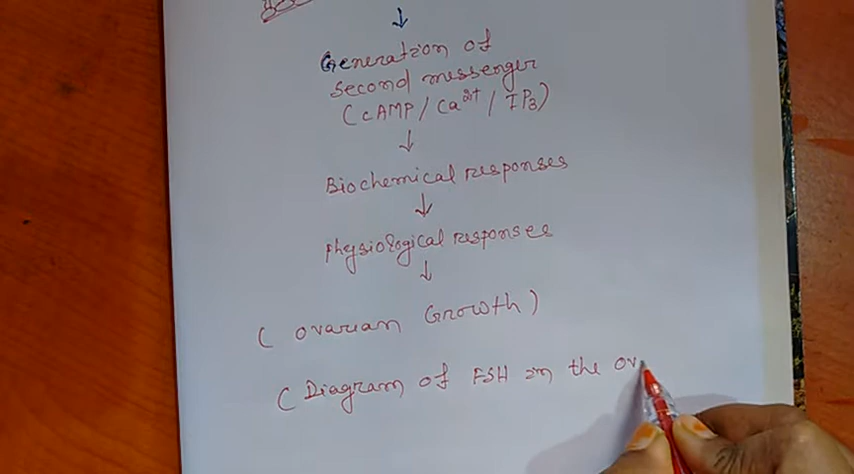 ↓
Generation of
second messenger
(cAMP / Ca2+ / IP3)
↓
Biochemical responses
↓
physiological responses
↓
( ovarian Growth )
( Diagram of FSH in the ov